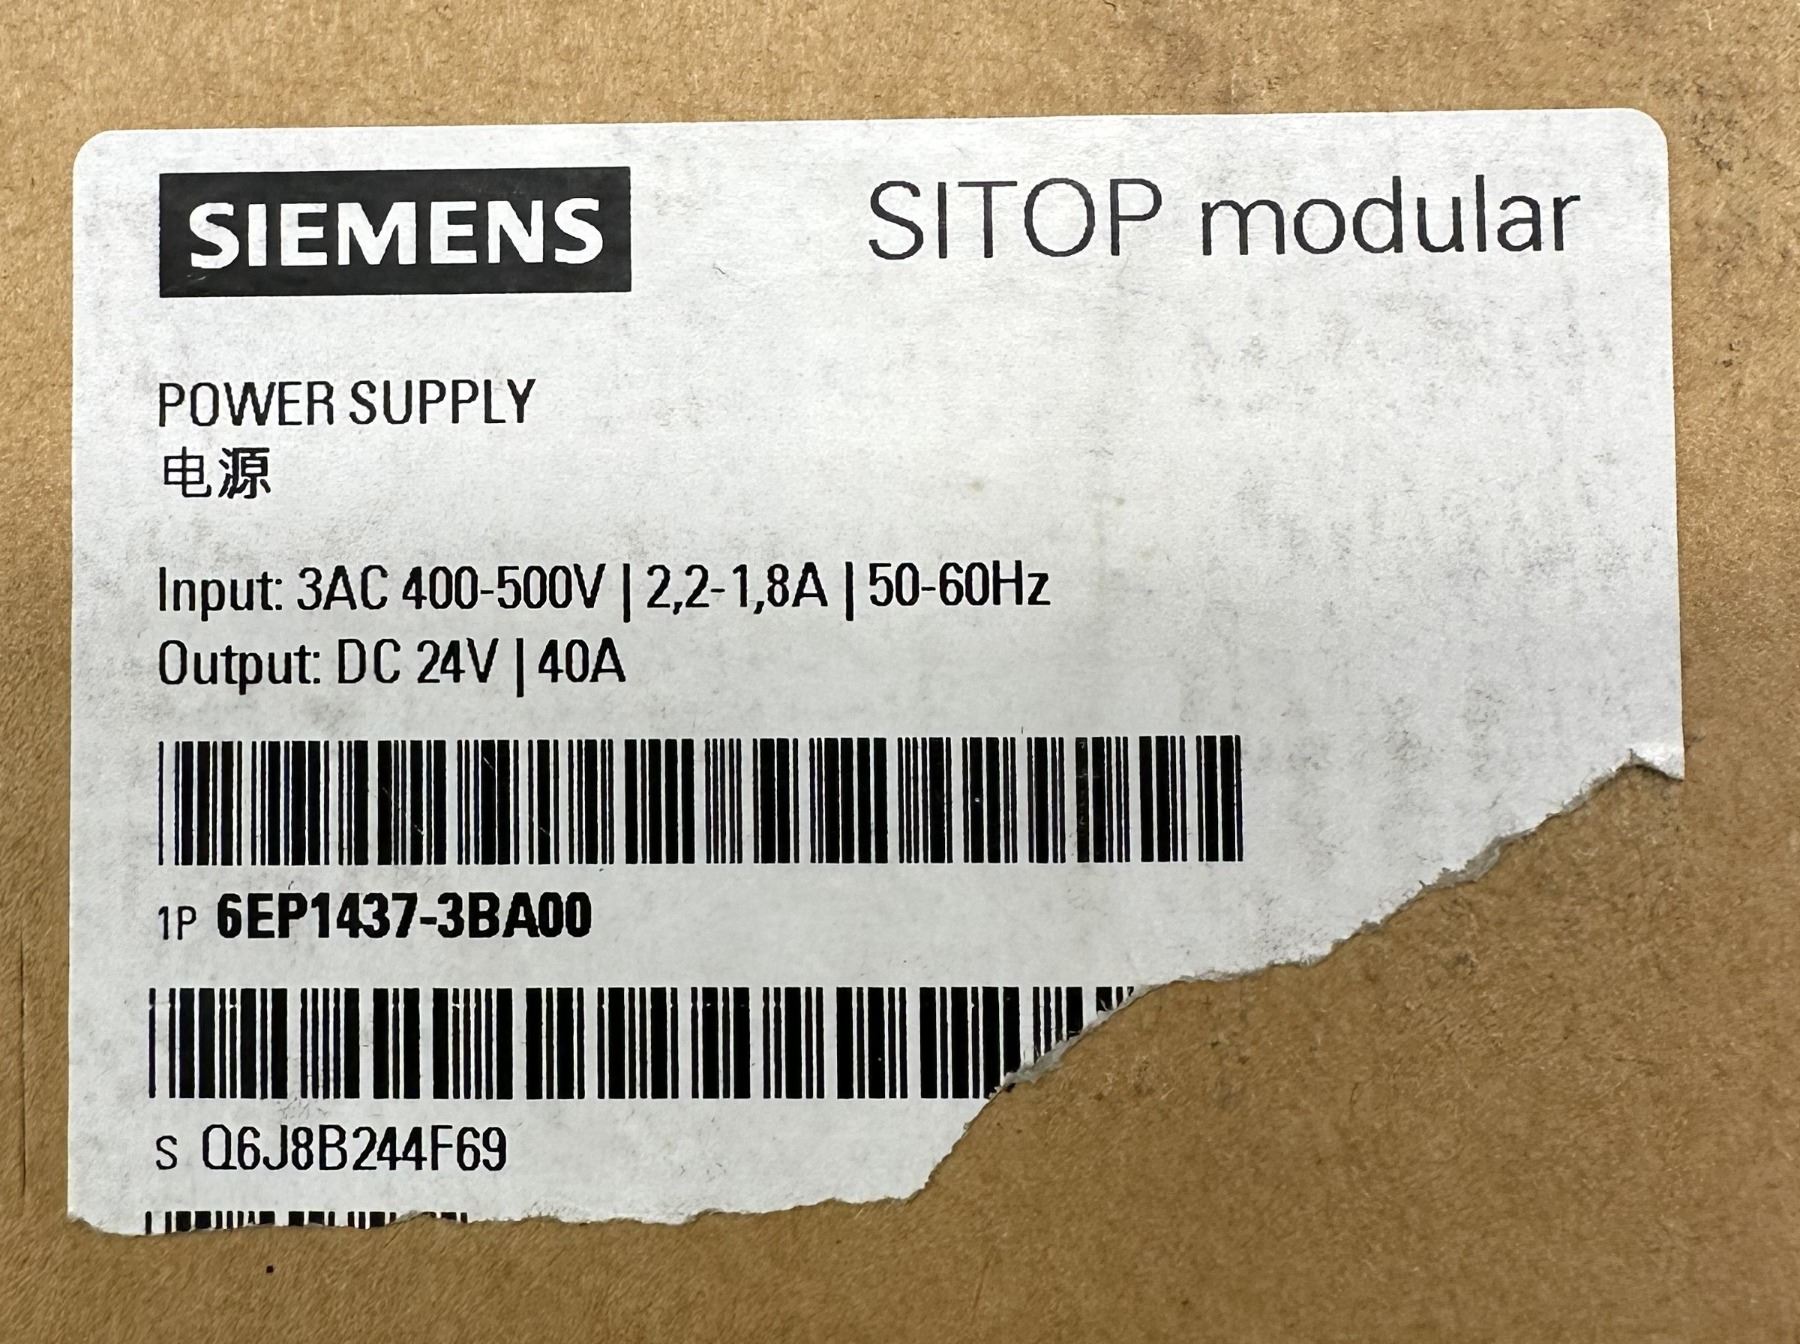 SIEMENS
SITOP modular
POWER SUPPLY
电源
Input: 3AC 400-500V | 2,2-1,8A | 50-60Hz
Output: DC 24V | 40A
1P 6EP1437-3BA00
S Q6J8B244F69